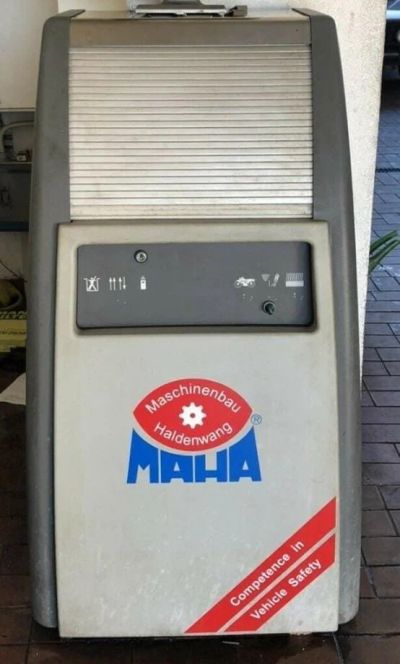 Maschinenbau
Haldenwang
®
MAHA
Competence in
Vehicle Safety